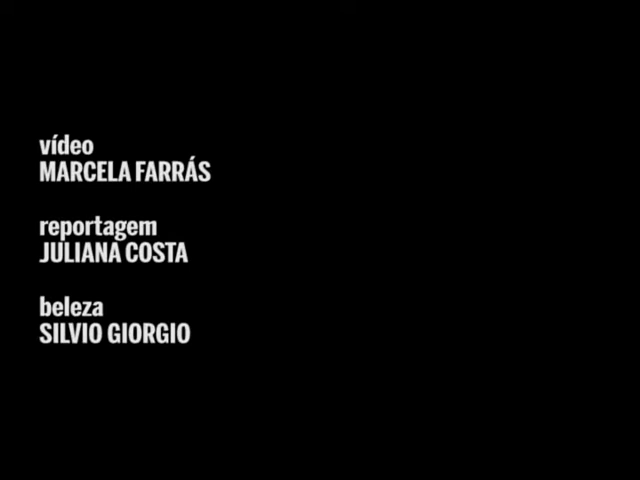 vídeo
MARCELA FARRÁS
reportagem
JULIANA COSTA
beleza
SILVIO GIORGIO